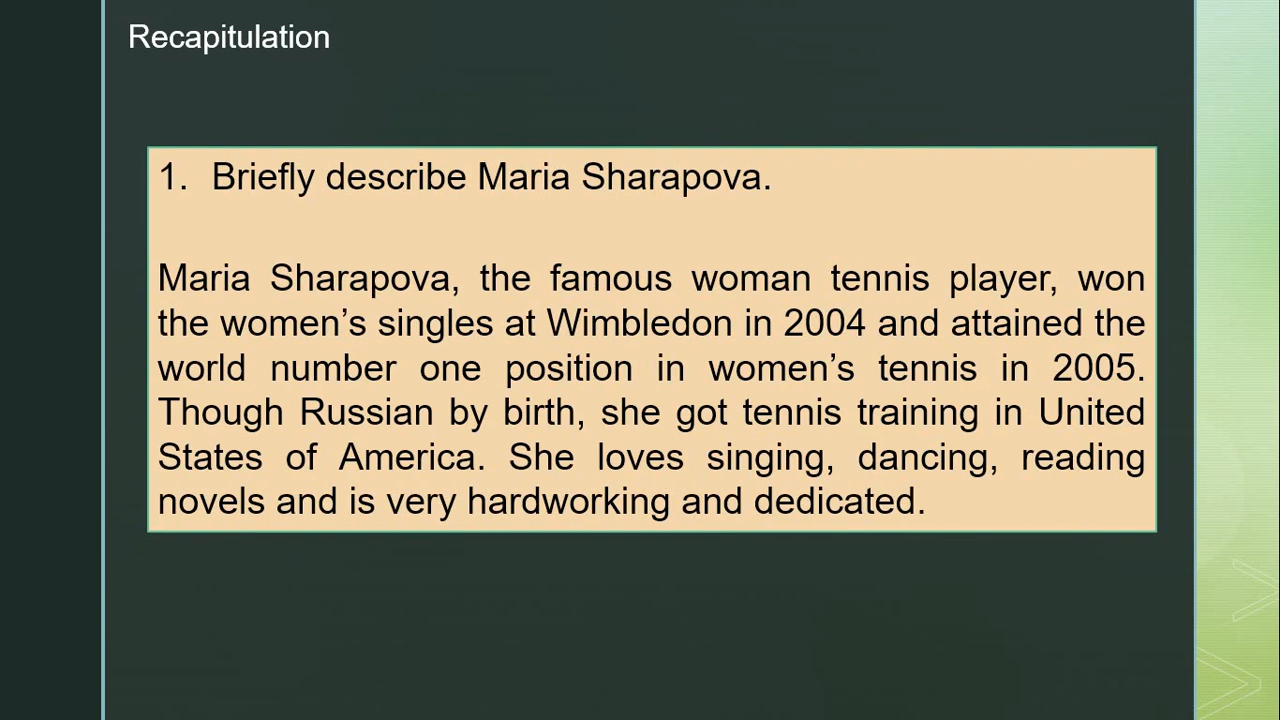 Recapitulation
1. Briefly describe Maria Sharapova.
Maria Sharapova, the famous woman tennis player, won
the women’s singles at Wimbledon in 2004 and attained the
world number one position in women’s tennis in 2005.
Though Russian by birth, she got tennis training in United
States of America. She loves singing, dancing, reading
novels and is very hardworking and dedicated.